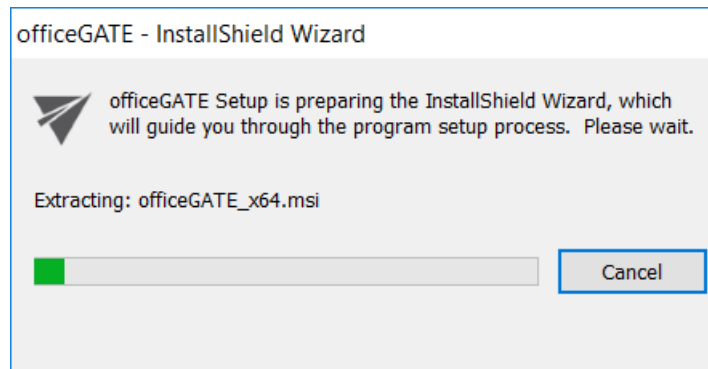 officeGATE - InstallShield Wizard
officeGATE Setup is preparing the InstallShield Wizard, which
will guide you through the program setup process.  Please wait.
Extracting: officeGATE_x64.msi
Cancel